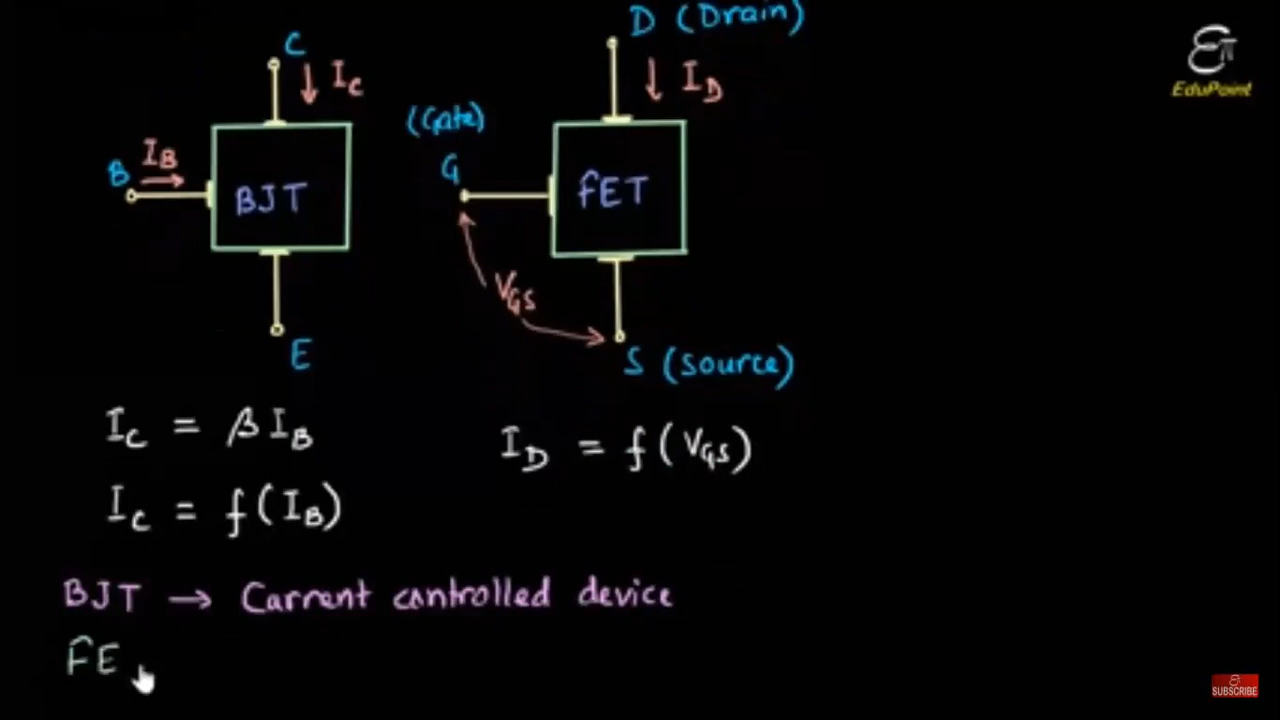 D (Drain)
C
I_C
I_D
(Gate)
B
I_B
G
BJT
FET
V_GS
E
S (Source)
I_C = β I_B
I_D = f(V_GS)
I_C = f(I_B)
BJT → Current controlled device
FE
EduPoint
SUBSCRIBE